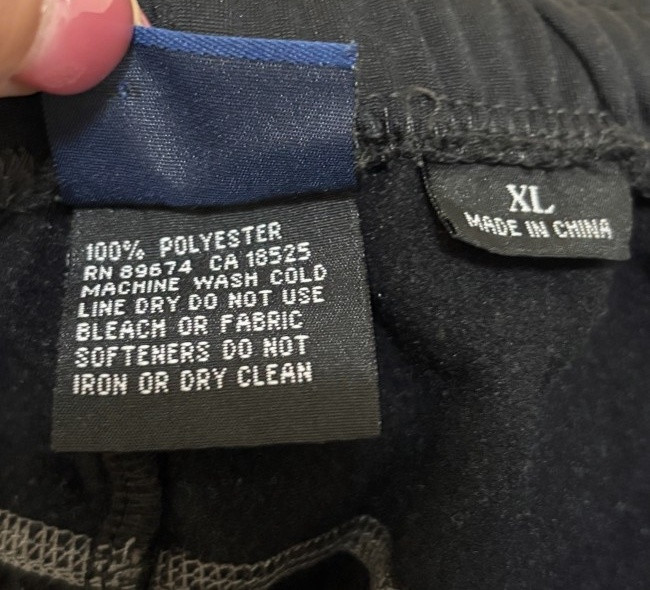 100% POLYESTER
RN 89674 CA 18525
MACHINE WASH COLD
LINE DRY DO NOT USE
BLEACH OR FABRIC
SOFTENERS DO NOT
IRON OR DRY CLEAN
XL
MADE IN CHINA